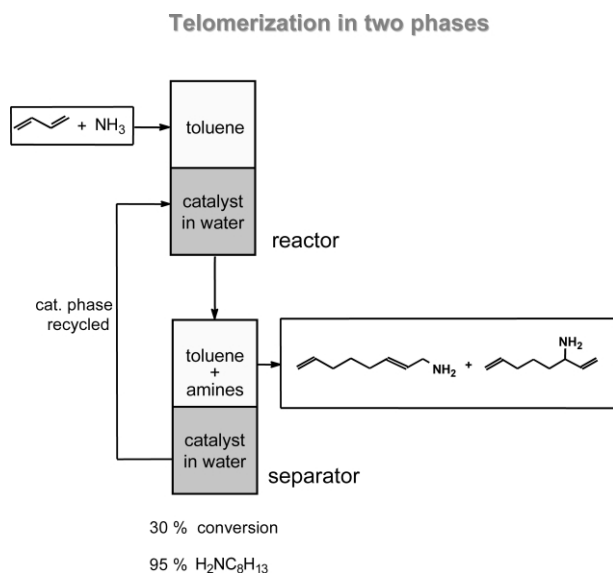 Telomerization in two phases
+ NH3
toluene
catalyst
in water
reactor
cat. phase
recycled
toluene
+
amines
NH2
+
NH2
catalyst
in water
separator
30 % conversion
95 % H2NC8H13